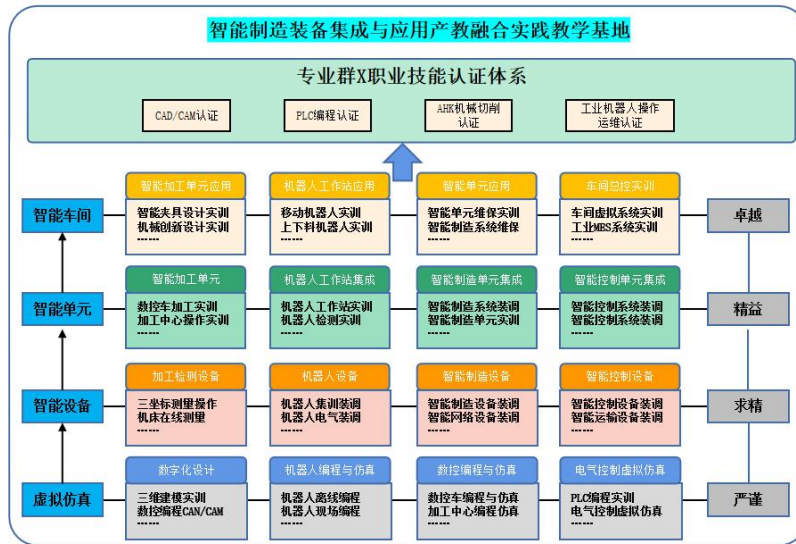 智能制造装备集成与应用产教融合实践教学基地
专业群X职业技能认证体系
CAD/CAM认证
PLC编程认证
AHK机械切削
认证
工业机器人操作
运维认证
智能车间
智能加工单元应用
智能夹具设计实训
机械创新设计实训
……
机器人工作站应用
移动机器人实训
上下料机器人实训
……
智能单元应用
智能单元维保实训
智能制造系统维保
……
车间总控实训
车间虚拟系统实训
工业MES系统实训
……
卓越
智能单元
智能加工单元
数控车加工实训
加工中心操作实训
……
机器人工作站集成
机器人工作站实训
机器人检测实训
……
智能制造单元集成
智能制造系统装调
智能制造单元实训
……
智能控制单元集成
智能控制系统装调
智能控制系统装调
……
精益
智能设备
加工检测设备
三坐标测量操作
机床在线测量
……
机器人设备
机器人集训装调
机器人电气装调
……
智能制造设备
智能制造设备装调
智能网络设备装调
……
智能控制设备
智能控制设备装调
智能运输设备装调
……
求精
虚拟仿真
数字化设计
三维建模实训
数控编程CAN/CAM
……
机器人编程与仿真
机器人离线编程
机器人现场编程
……
数控编程与仿真
数控车编程与仿真
加工中心编程仿真
……
电气控制虚拟仿真
PLC编程实训
电气控制虚拟仿真
……
严谨